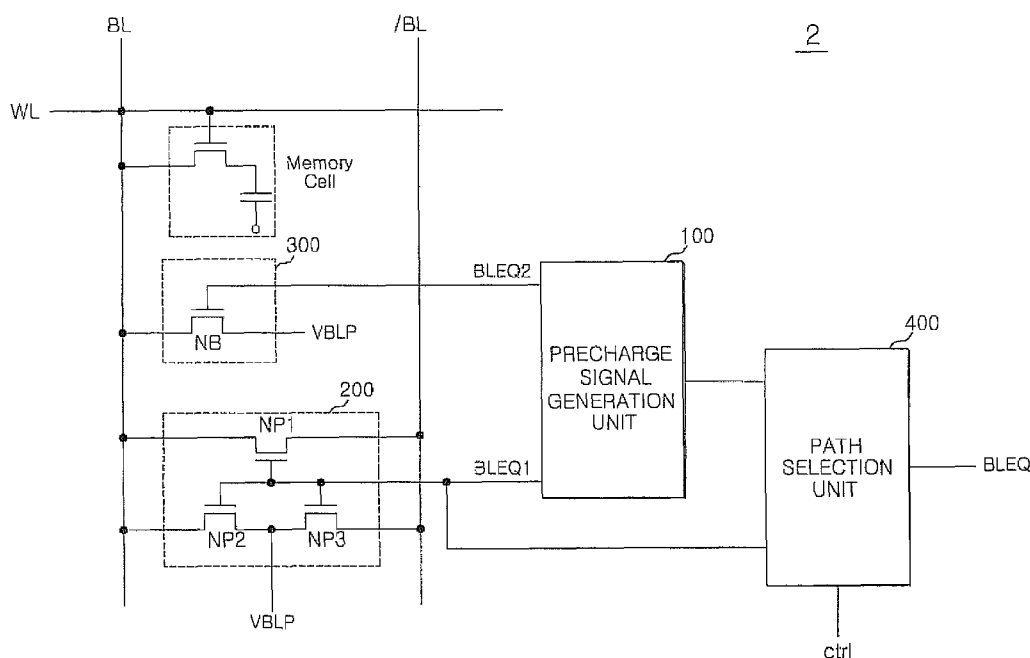 BL
/BL
2
WL
Memory
Cell
300
BLEQ2
100
NB
VBLP
PRECHARGE
SIGNAL
GENERATION
UNIT
400
200
NP1
BLEQ1
PATH
SELECTION
UNIT
BLEQ
NP2
NP3
VBLP
ctrl